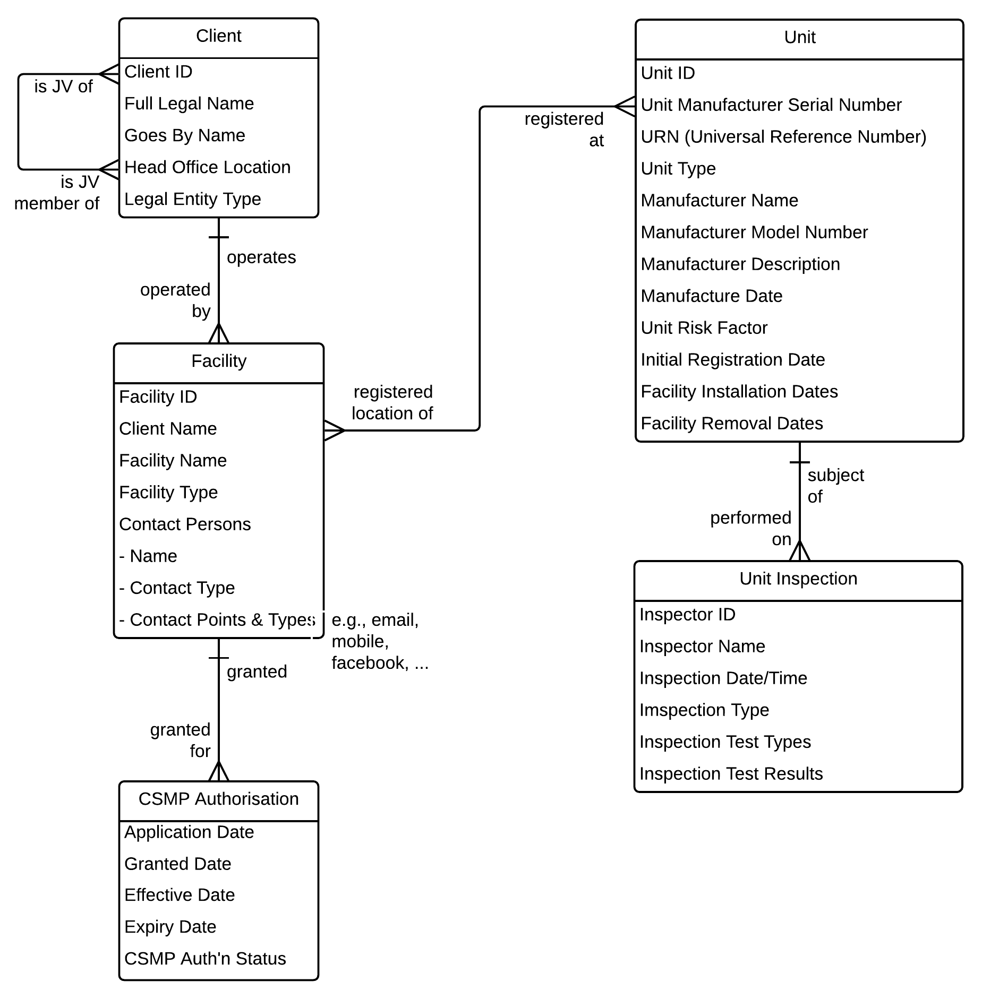 Client
Client ID
Full Legal Name
Goes By Name
Head Office Location
Legal Entity Type
is JV of
is JV
member of
operates
operated
by
Facility
Facility ID
Client Name
Facility Name
Facility Type
Contact Persons
- Name
- Contact Type
- Contact Points & Types
e.g., email,
mobile,
facebook, ...
registered
location of
registered
at
granted
granted
for
CSMP Authorisation
Application Date
Granted Date
Effective Date
Expiry Date
CSMP Auth'n Status
Unit
Unit ID
Unit Manufacturer Serial Number
URN (Universal Reference Number)
Unit Type
Manufacturer Name
Manufacturer Model Number
Manufacturer Description
Manufacture Date
Unit Risk Factor
Initial Registration Date
Facility Installation Dates
Facility Removal Dates
subject
of
performed
on
Unit Inspection
Inspector ID
Inspector Name
Inspection Date/Time
Imspection Type
Inspection Test Types
Inspection Test Results